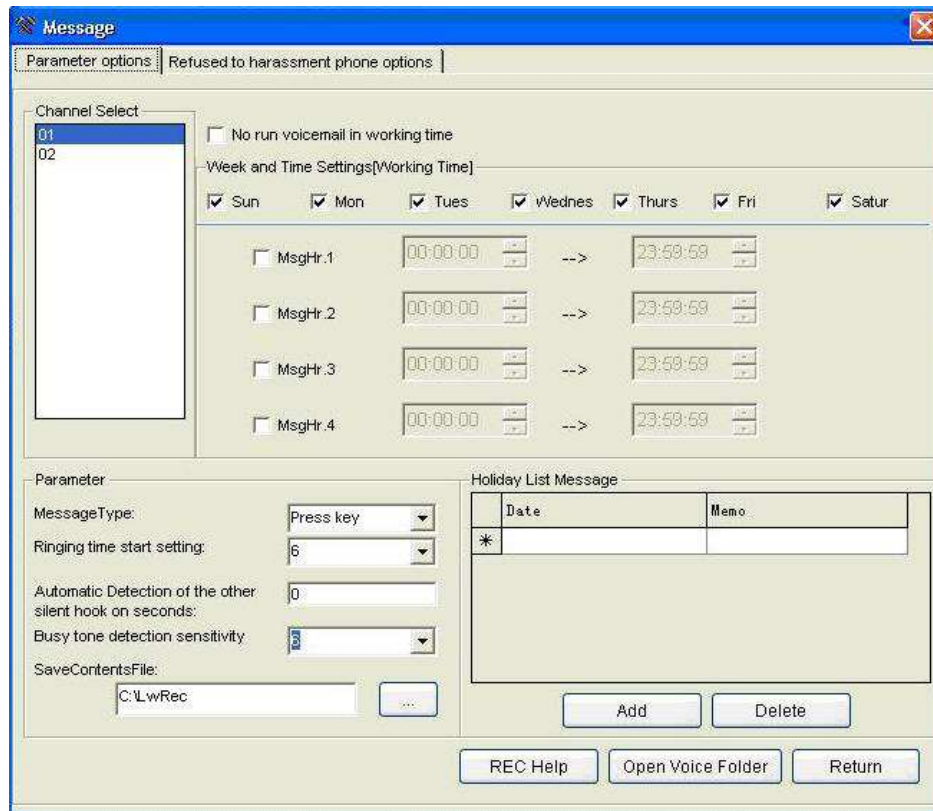 Message
Parameter options Refused to harassment phone options
Channel Select
01
02
No run voicemail in working time
Week and Time Settings[Working Time]
Sun Mon Tues Wednes Thurs Fri Satur
MsgHr.1 00:00:00 --> 23:59:59
MsgHr.2 00:00:00 --> 23:59:59
MsgHr.3 00:00:00 --> 23:59:59
MsgHr.4 00:00:00 --> 23:59:59
Parameter
MessageType: Press key
Ringing time start setting: 6
Automatic Detection of the other
silent hook on seconds: 0
Busy tone detection sensitivity 6
SaveContentsFile:
C:\LwRec ...
Holiday List Message
Date Memo
*
Add Delete
REC Help Open Voice Folder Return